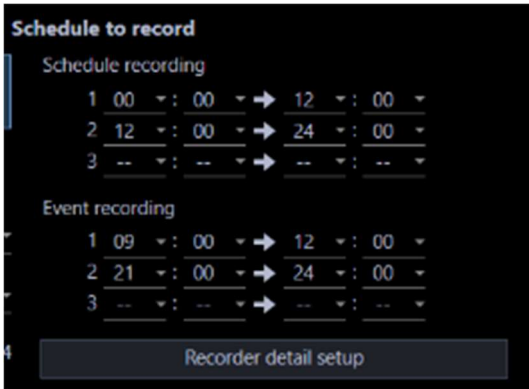 Schedule to record
Schedule recording
1 00 : 00 → 12 : 00
2 12 : 00 → 24 : 00
3 -- : -- → -- : --
Event recording
1 09 : 00 → 12 : 00
2 21 : 00 → 24 : 00
3 -- : -- → -- : --
4
Recorder detail setup